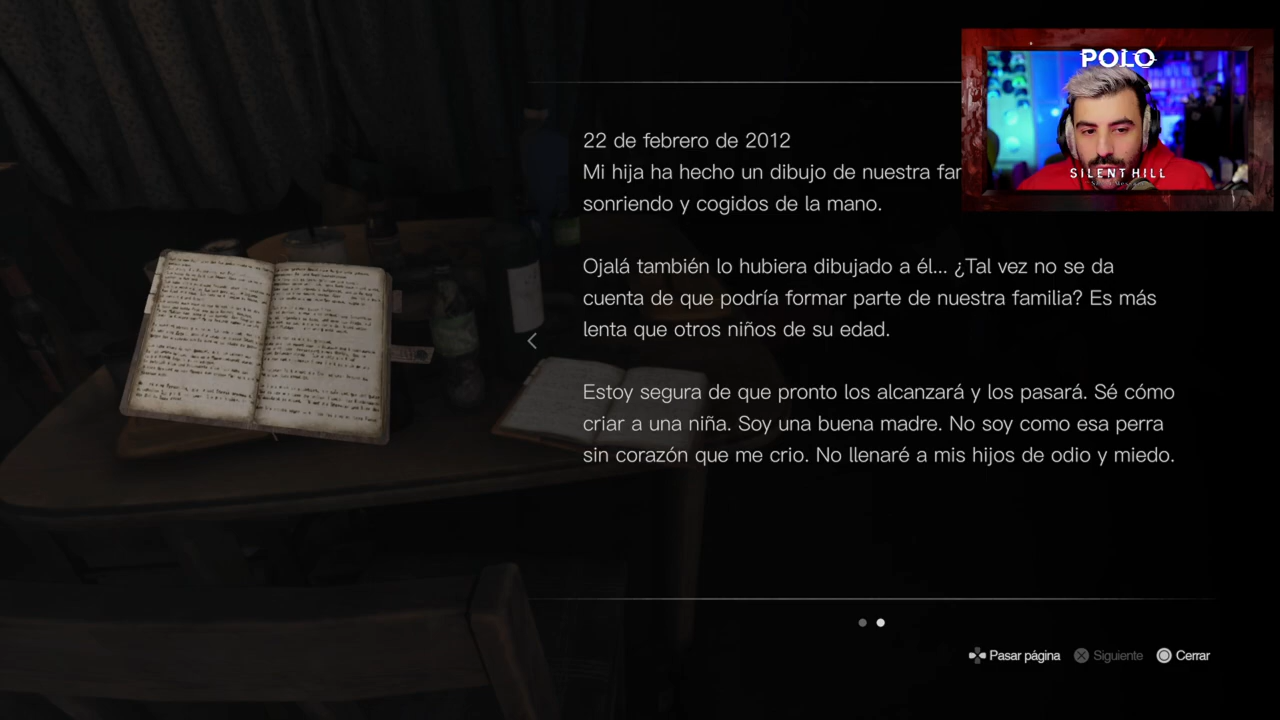 POLO
SILENT HILL
22 de febrero de 2012
Mi hija ha hecho un dibujo de nuestra
sonriendo y cogidos de la mano.
Ojalá también lo hubiera dibujado a él... ¿Tal vez no se da
cuenta de que podría formar parte de nuestra familia? Es más
lenta que otros niños de su edad.
Estoy segura de que pronto los alcanzará y los pasará. Sé cómo
criar a una niña. Soy una buena madre. No soy como esa perra
sin corazón que me crio. No llenaré a mis hijos de odio y miedo.
Pasar página
Siguiente
Cerrar